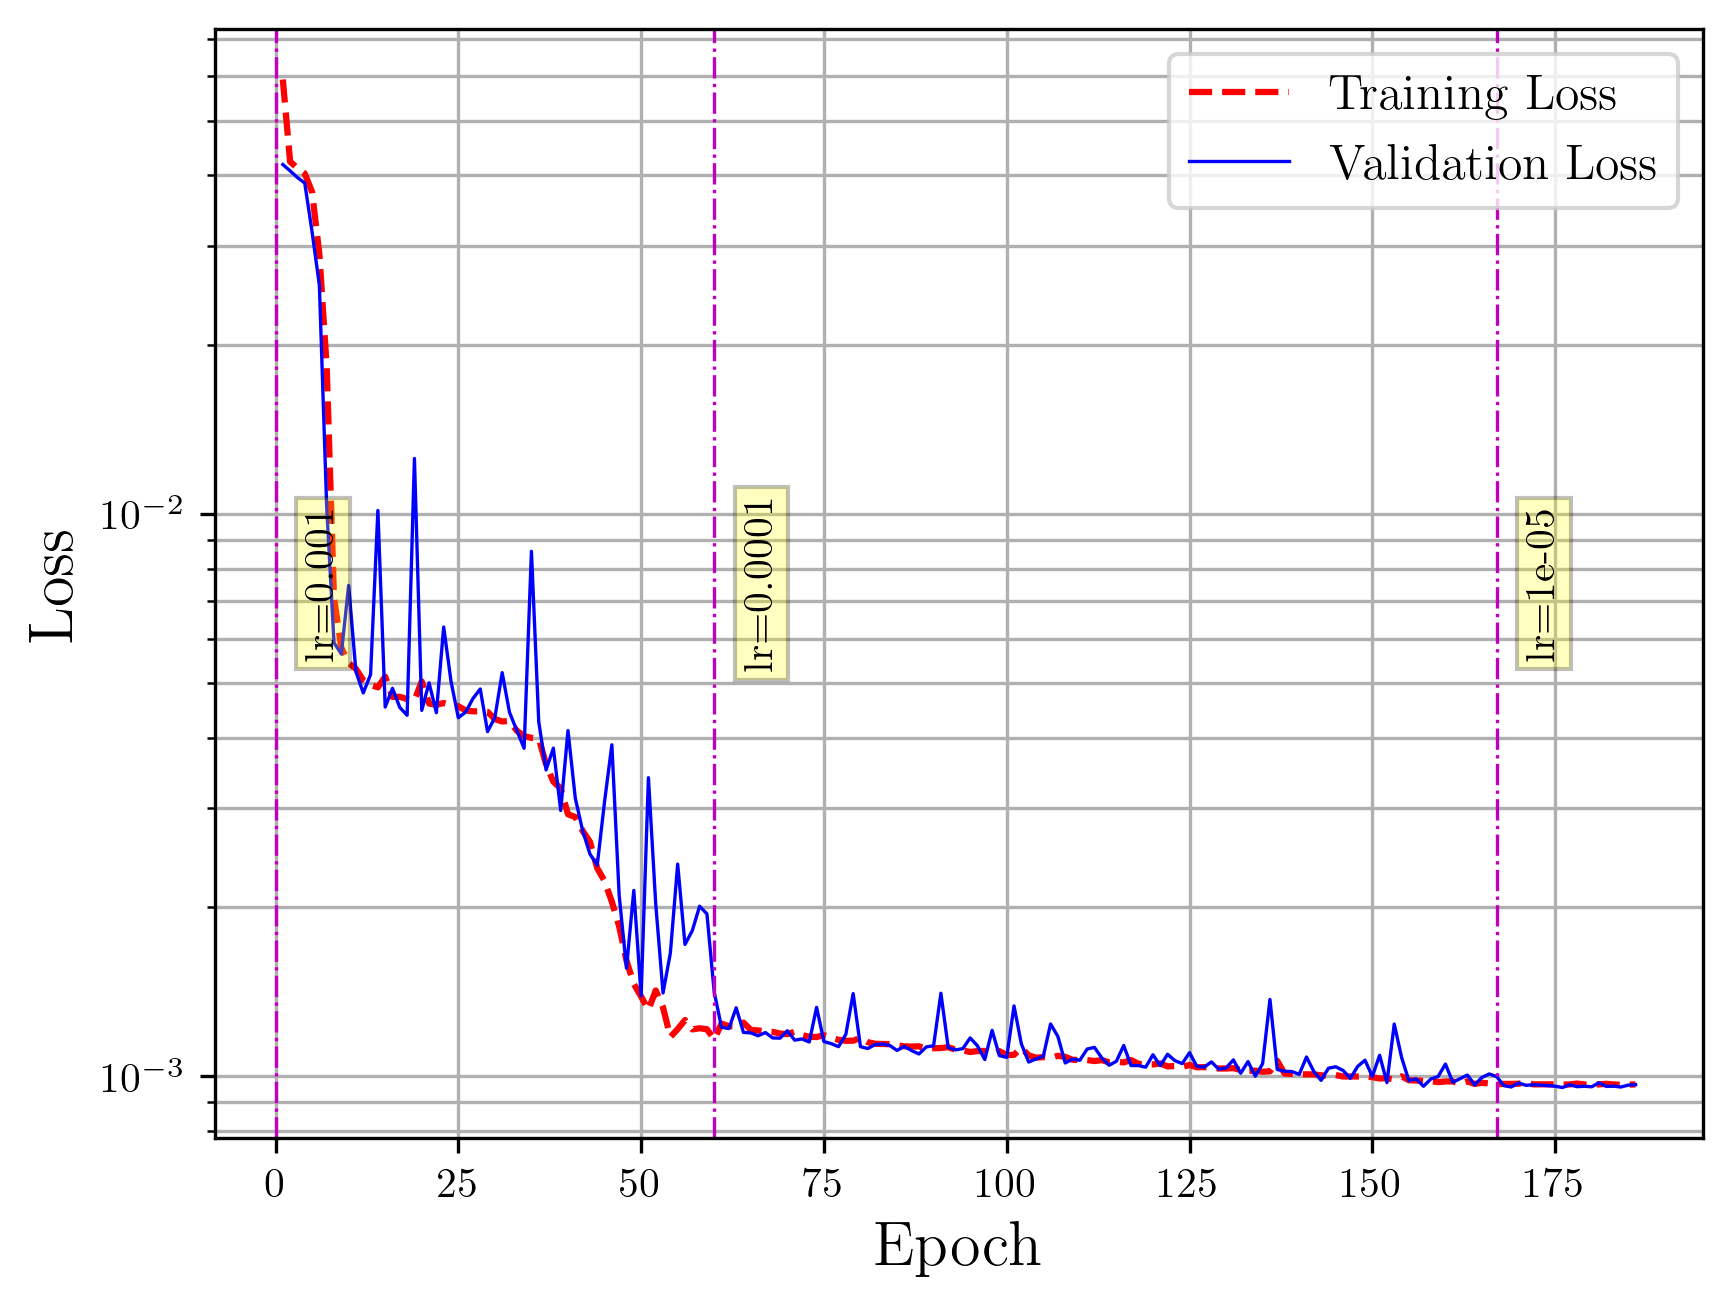 Training Loss
Validation Loss
Loss
10⁻²
10⁻³
lr=0.001
lr=0.0001
lr=1e-05
0 25 50 75 100 125 150 175
Epoch